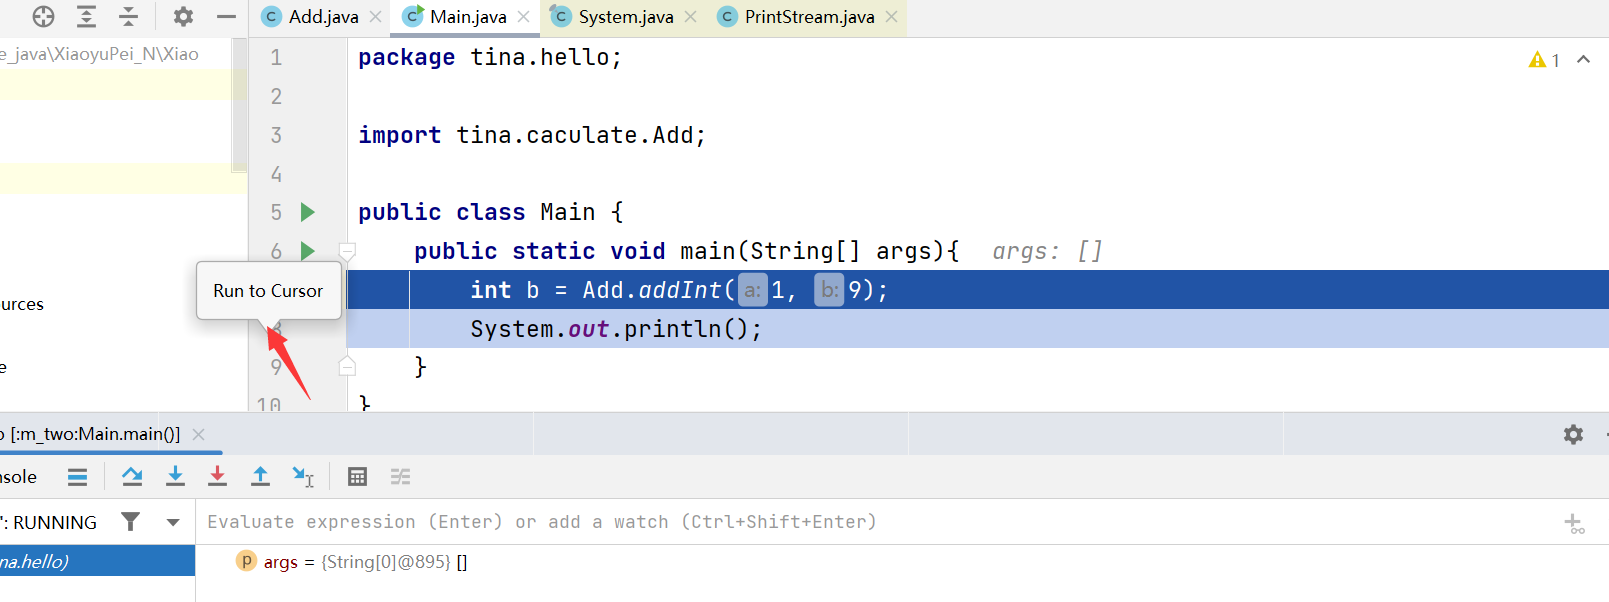 Add.java
Main.java
System.java
PrintStream.java
e_java\XiaoyuPei_N\Xiao
1 package tina.hello;
1
2
3 import tina.caculate.Add;
4
5 public class Main {
6 public static void main(String[] args){ args: []
Run to Cursor
int b = Add.addInt( a: 1, b: 9);
8 System.out.println();
urces
9 }
e
10 }
o [:m_two:Main.main()]
nsole
": RUNNING
Evaluate expression (Enter) or add a watch (Ctrl+Shift+Enter)
na.hello)
p args = {String[0]@895} []